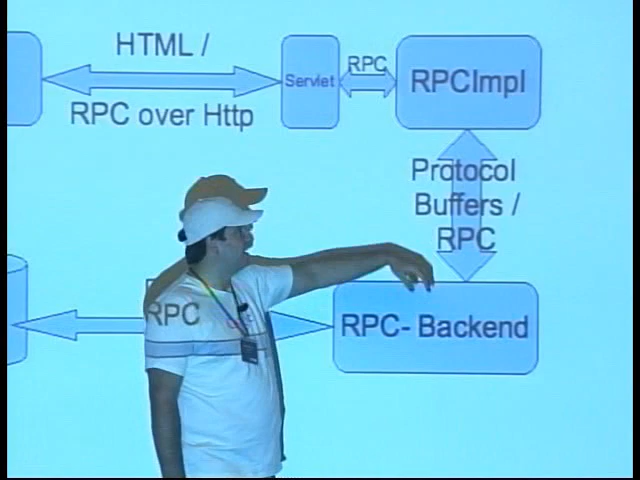 HTML /
RPC over Http
Servlet
RPC
RPCImpl
Protocol
Buffers /
RPC
RPC
RPC- Backend